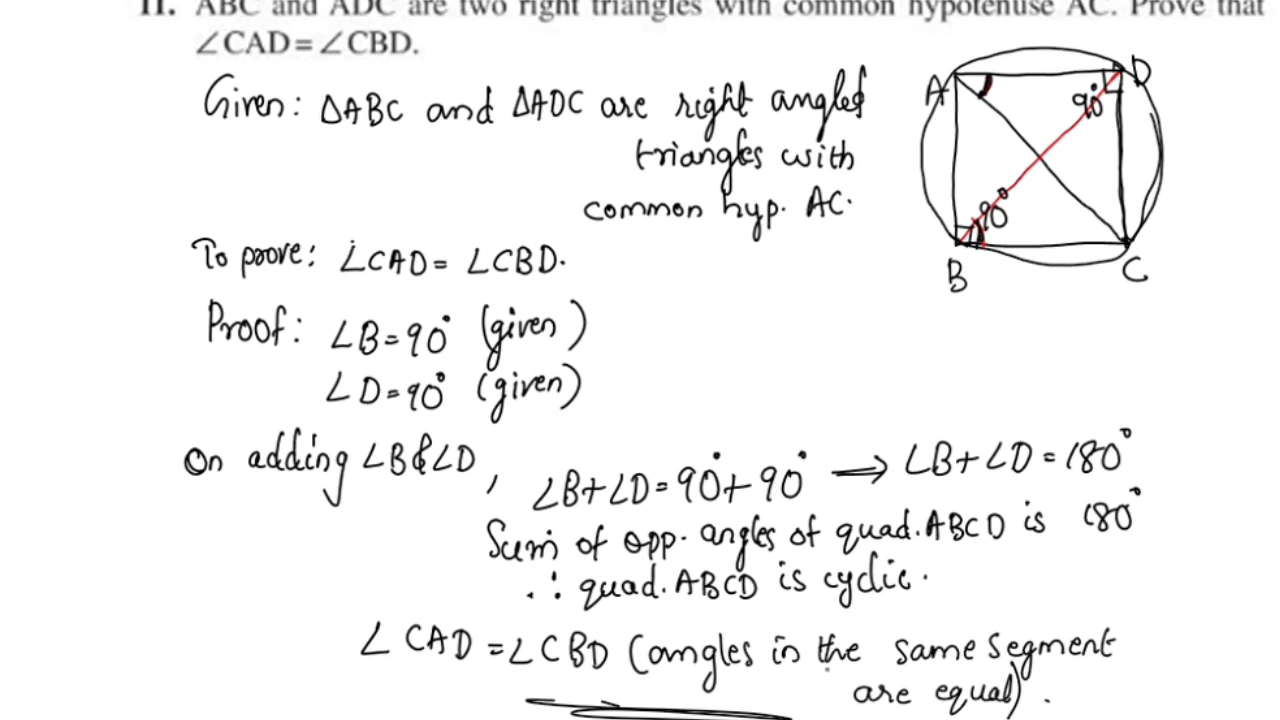 11. ABC and ADC are two right triangles with common hypotenuse AC. Prove that
∠CAD = ∠CBD.
Given: ΔABC and ΔADC are right angled
triangles with
common hyp. AC.
A
D
90°
90°
B
C
To prove: ∠CAD = ∠CBD.
Proof: ∠B = 90° (given)
∠D = 90° (given)
On adding ∠B & ∠D,
∠B + ∠D = 90° + 90° ⟹ ∠B + ∠D = 180°
Sum of opp. angles of quad. ABCD is 180°
∴ quad. ABCD is cyclic.
∠CAD = ∠CBD (angles in the same segment
are equal).